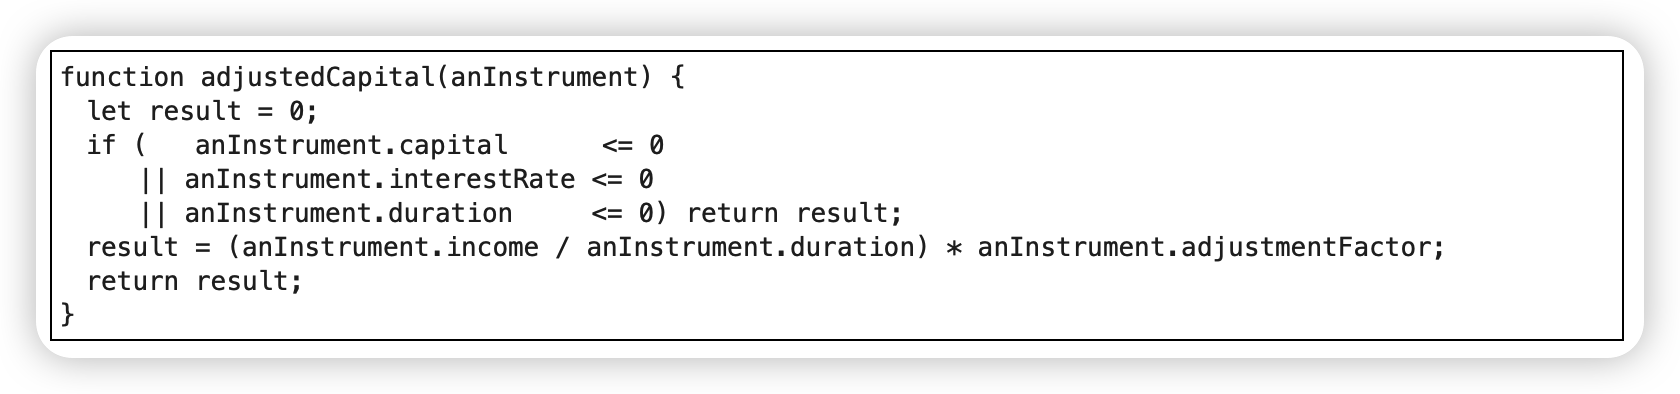 function adjustedCapital(anInstrument) {
  let result = 0;
  if (   anInstrument.capital      <= 0
      || anInstrument.interestRate <= 0
      || anInstrument.duration     <= 0) return result;
  result = (anInstrument.income / anInstrument.duration) * anInstrument.adjustmentFactor;
  return result;
}